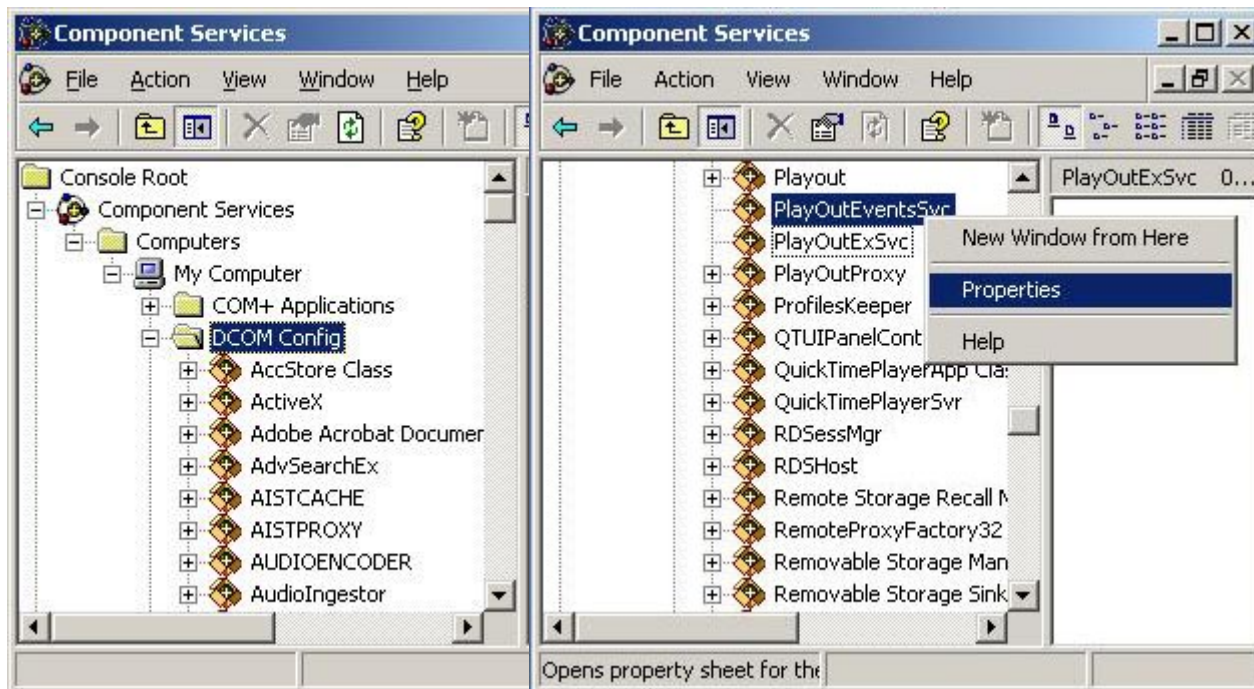 Component Services
File Action View Window Help
Console Root
Component Services
Computers
My Computer
COM+ Applications
DCOM Config
AccStore Class
ActiveX
Adobe Acrobat Documer
AdvSearchEx
AISTCACHE
AISTPROXY
AUDIOENCODER
AudioIngestor
Component Services
File Action View Window Help
Playout
PlayOutEventsSvc
PlayOutExSvc
PlayOutProxy
ProfilesKeeper
QTUIPanelCont
QuickTimePlayerApp Clas
QuickTimePlayerSvr
RDSessMgr
RDSHost
Remote Storage Recall N
RemoteProxyFactory32
Removable Storage Man
Removable Storage Sink
New Window from Here
Properties
Help
PlayOutExSvc 0...
Opens property sheet for the